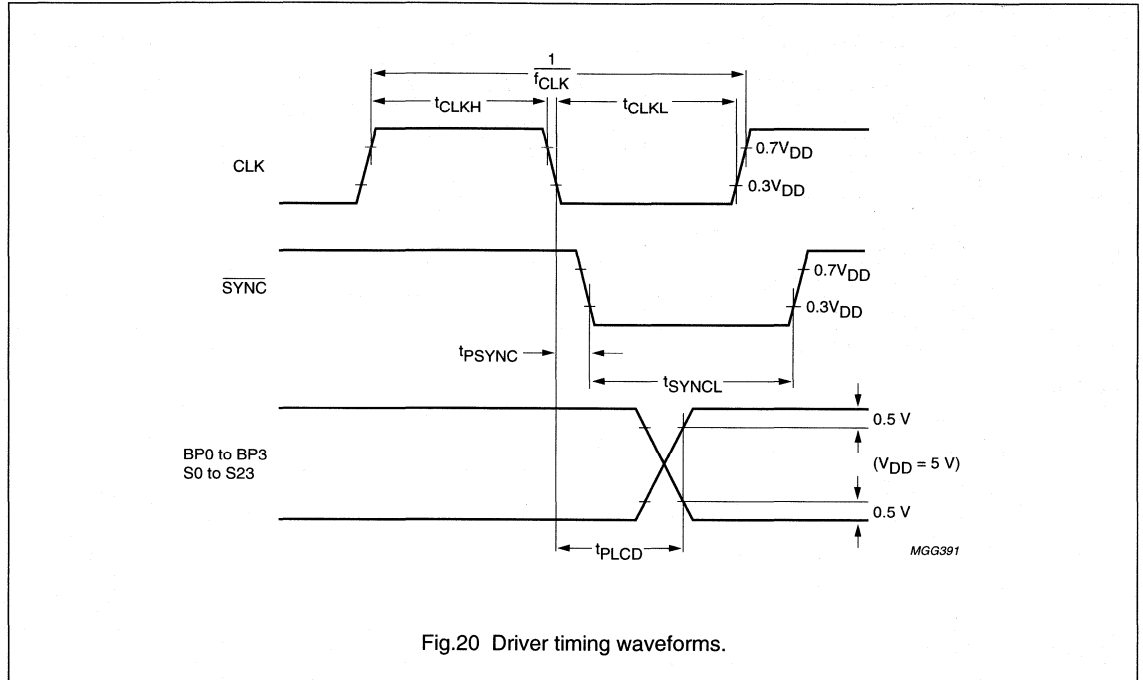 1
fCLK
tCLKH
tCLKL
CLK
0.7VDD
0.3VDD
SYNC
0.7VDD
0.3VDD
tPSYNC
tSYNCL
BP0 to BP3
S0 to S23
0.5 V
(VDD = 5 V)
0.5 V
tPLCD
MGG391
Fig.20 Driver timing waveforms.